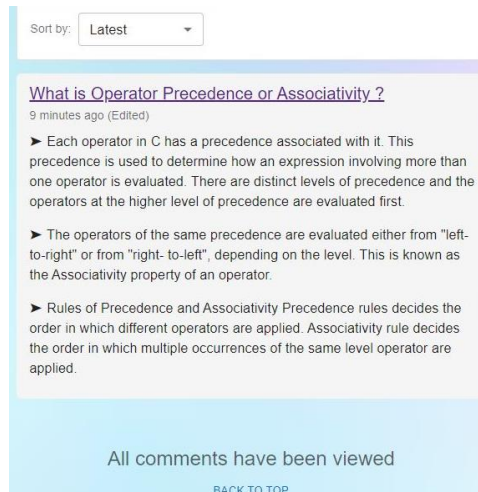 Sort by: Latest
What is Operator Precedence or Associativity ?
9 minutes ago (Edited)
➤ Each operator in C has a precedence associated with it. This
precedence is used to determine how an expression involving more than
one operator is evaluated. There are distinct levels of precedence and the
operators at the higher level of precedence are evaluated first.
➤ The operators of the same precedence are evaluated either from "left-
to-right" or from "right- to-left", depending on the level. This is known as
the Associativity property of an operator.
➤ Rules of Precedence and Associativity Precedence rules decides the
order in which different operators are applied. Associativity rule decides
the order in which multiple occurrences of the same level operator are
applied.
All comments have been viewed
BACK TO TOP